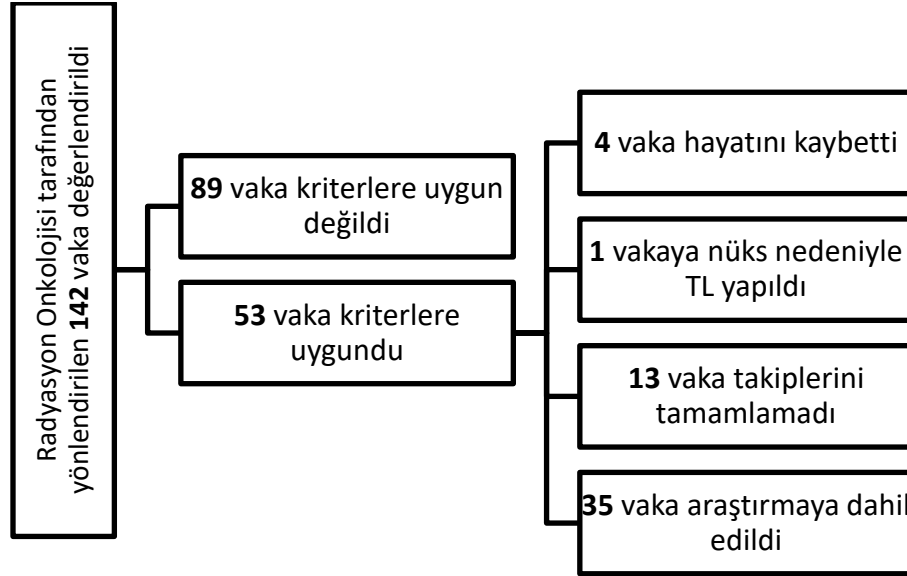 Radyasyon Onkolojisi tarafından
yönlendirilen 142 vaka değerlendirildi
89 vaka kriterlere uygun
değildi
53 vaka kriterlere
uygundu
4 vaka hayatını kaybetti
1 vakaya nüks nedeniyle
TL yapıldı
13 vaka takiplerini
tamamlamadı
35 vaka araştırmaya dahil
edildi